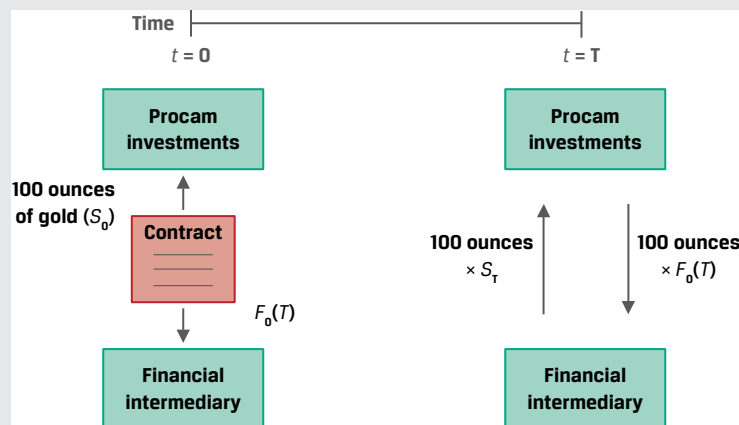 Time
t = 0
t = T
Procam
investments
Procam
investments
100 ounces
of gold (S₀)
Contract
100 ounces
× S_T
100 ounces
× F₀(T)
F₀(T)
Financial
intermediary
Financial
intermediary